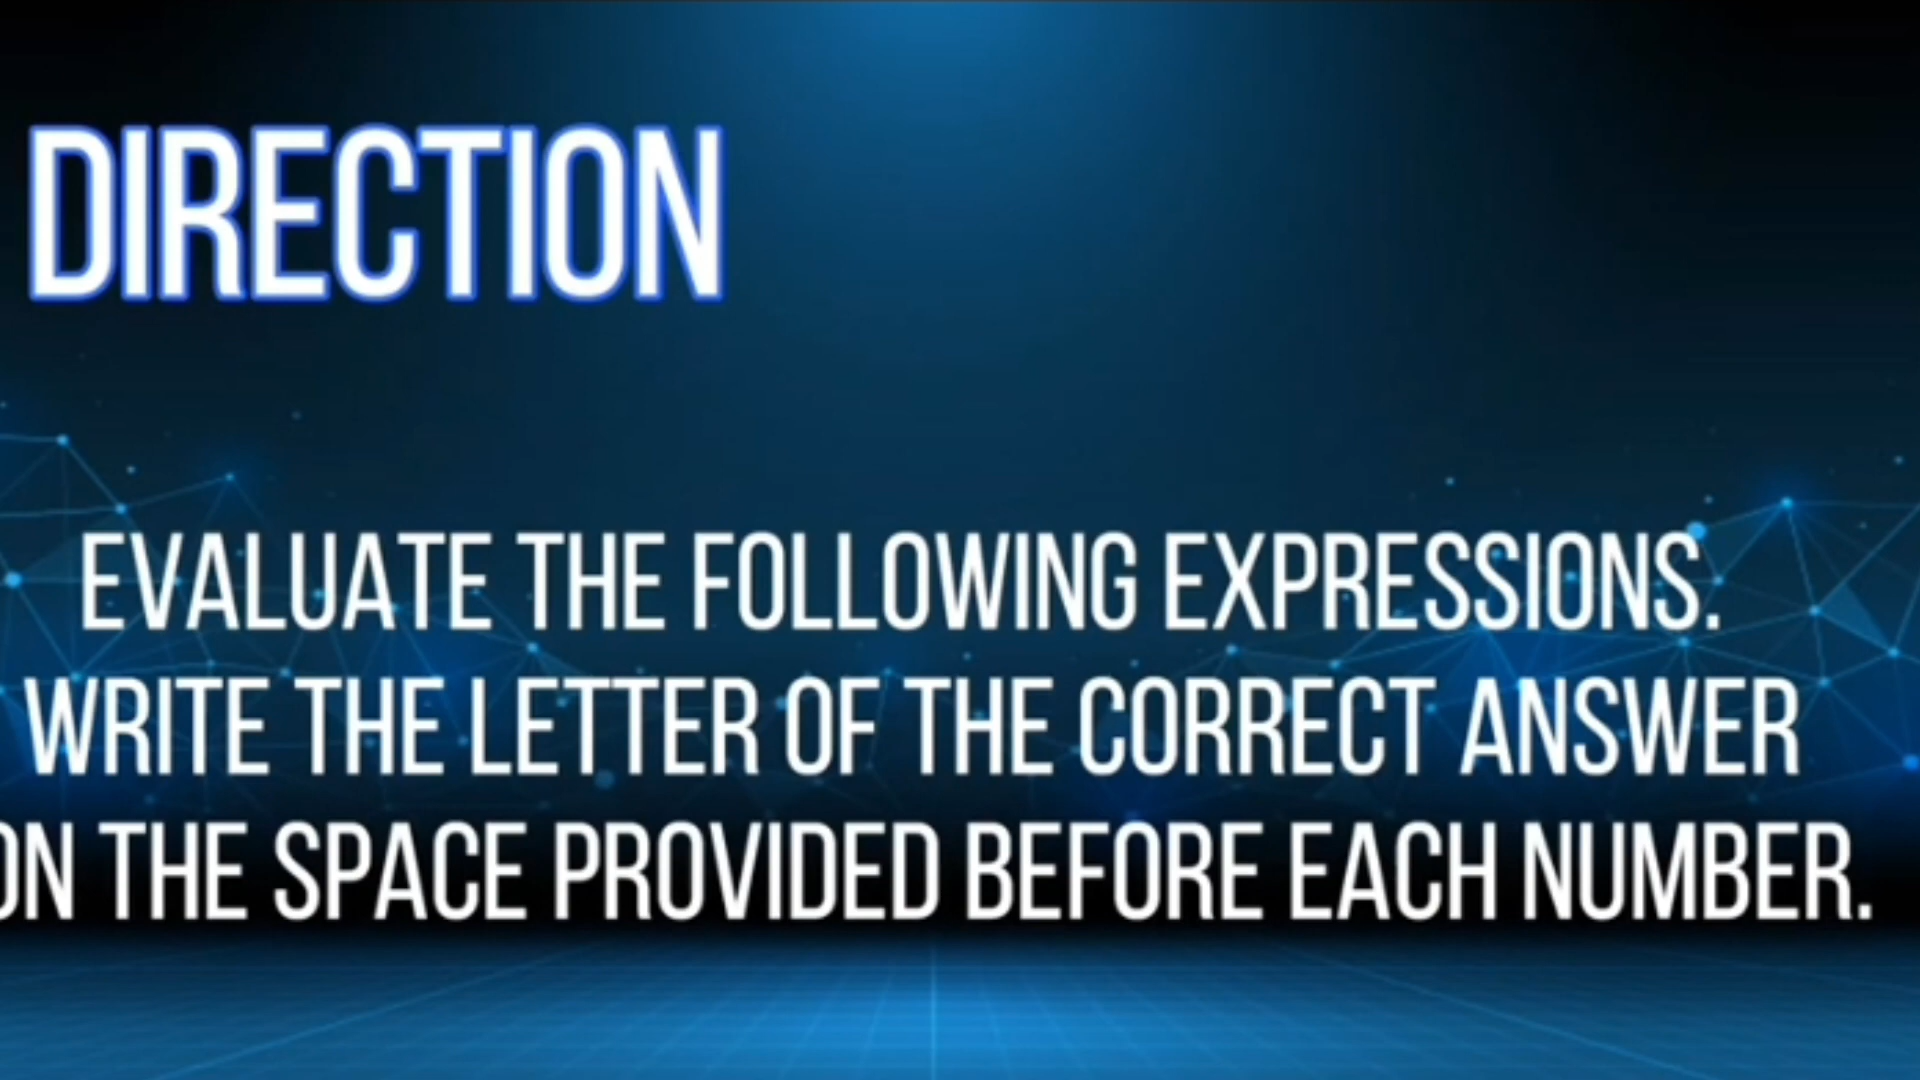 DIRECTION
EVALUATE THE FOLLOWING EXPRESSIONS.
WRITE THE LETTER OF THE CORRECT ANSWER
ON THE SPACE PROVIDED BEFORE EACH NUMBER.